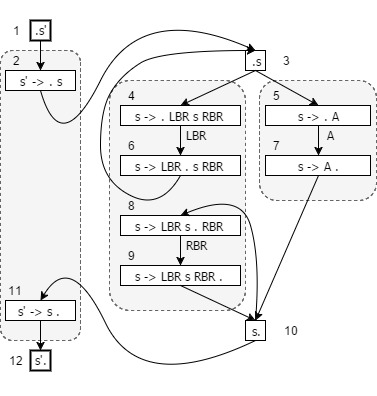 1 .s'
2
s' -> . s
.s 3
4
s -> . LBR s RBR
LBR
6
s -> LBR . s RBR
5
s -> . A
A
7
s -> A .
8
s -> LBR s . RBR
RBR
9
s -> LBR s RBR .
11
s' -> s .
s. 10
12 s'.